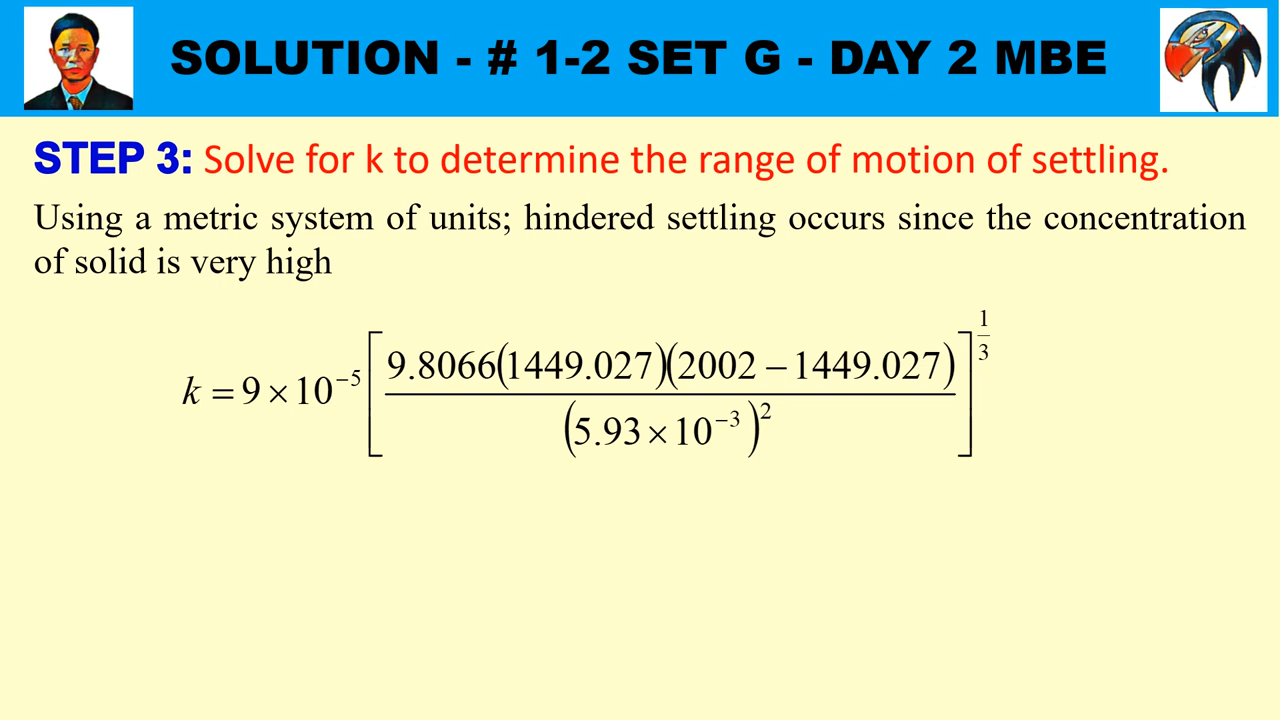 SOLUTION - # 1-2 SET G - DAY 2 MBE
STEP 3: Solve for k to determine the range of motion of settling.
Using a metric system of units; hindered settling occurs since the concentration
of solid is very high
k = 9 × 10⁻⁵ [ 9.8066(1449.027)(2002 − 1449.027) / (5.93 × 10⁻³)² ]^(1/3)